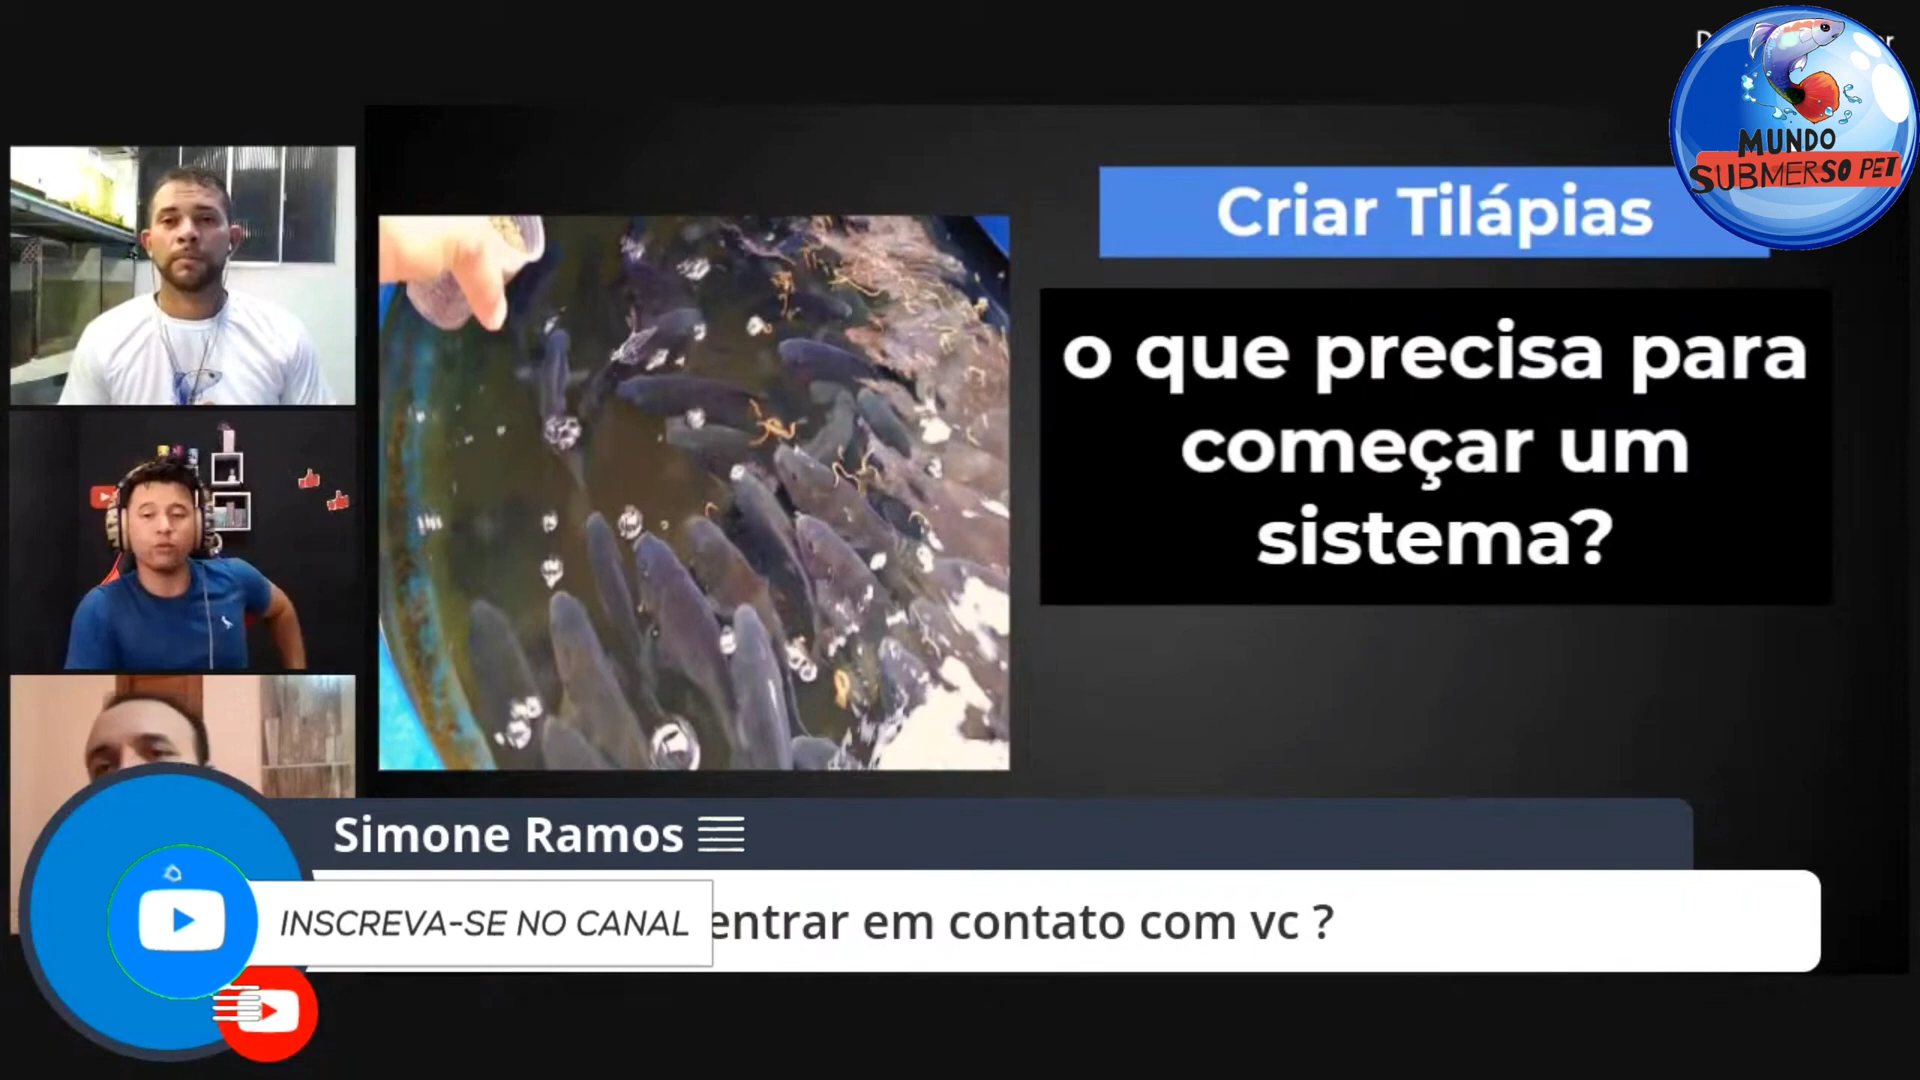 MUNDO
SUBMERSO PET
Criar Tilápias
o que precisa para
começar um
sistema?
Simone Ramos
INSCREVA-SE NO CANAL
entrar em contato com vc ?